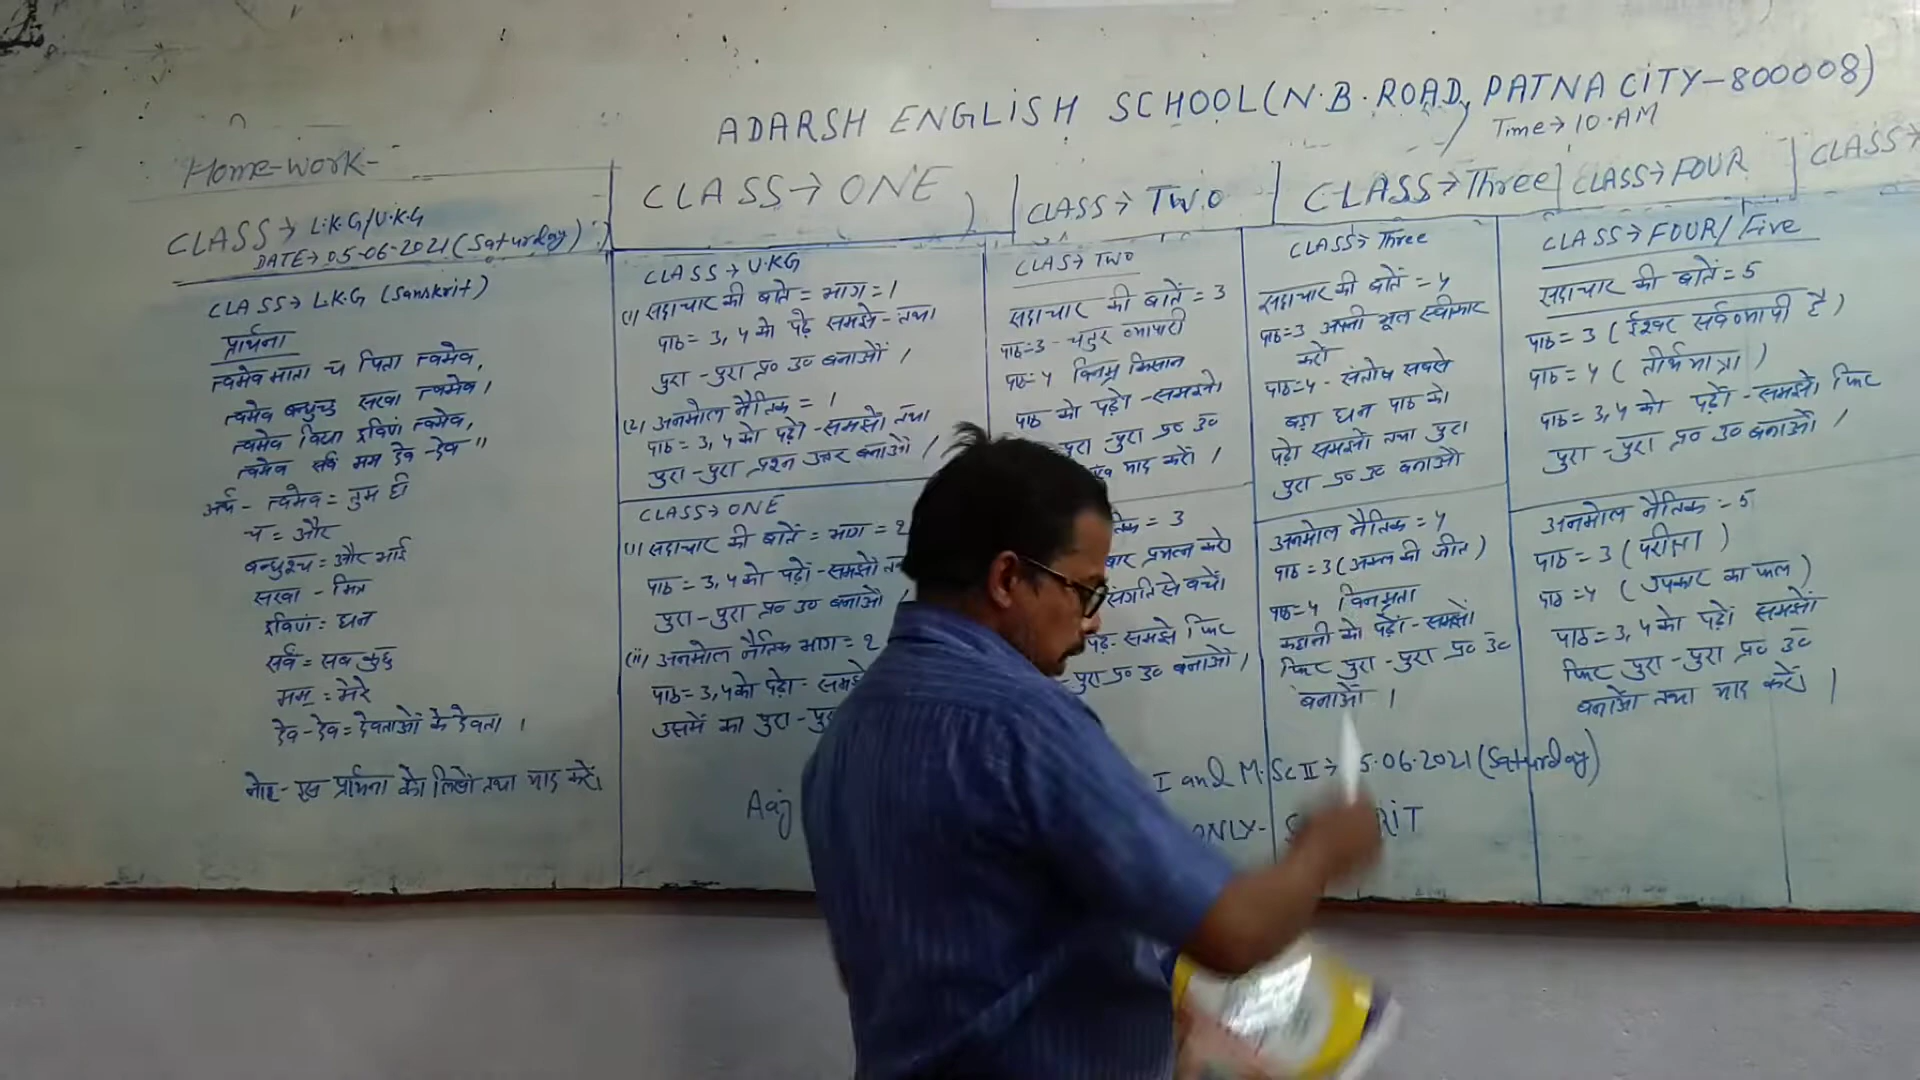 ADARSH ENGLISH SCHOOL(N.B.ROAD, PATNA CITY-800008)
Time→10.AM
Home-work-
CLASS→ L.K.G/U.K.G
DATE→05-06-2021(Saturday)
CLASS→ L.K.G (Sanskrit)
प्रार्थना
त्वमेव माता च पिता त्वमेव,
त्वमेव बन्धुश्च सखा त्वमेव।
त्वमेव विद्या द्रविणं त्वमेव,
त्वमेव सर्वं मम देव-देव"
अर्थ- त्वमेव = तुम ही
च = और
बन्धुश्च = और भाई
सखा - मित्र
द्रविणं = धन
सर्वं = सब कुछ
मम = मेरे
देव-देव = देवताओं के देवता।
नोट- इस प्रार्थना को लिखो तथा याद करें।
CLASS→ ONE
CLASS→ U.KG
(i) सदाचार की बातें = भाग = 1
पाठ = 3, 4 को पढ़े समझे - तथा
पुरा-पुरा प्र० उ० बनाओं।
(2) अनमोल नैतिक = 1
पाठ = 3, 4 को पढ़ो - समझो तथा
पुरा-पुरा प्रश्न उत्तर बनाओं।
CLASS→ ONE
(i) सदाचार की बातें = भाग = 2
पाठ = 3, 4 को पढ़ों - समझों
पुरा-पुरा प्र० उ० बनाओं।
(ii) अनमोल नैतिक भाग = 2
पाठ = 3, 4 को पढ़ो -
उसमें का पुरा-
CLASS→ TWO
CLAS→ TWO
सदाचार की बातें = 3
पाठ=3 - चतुर व्यापारी
पाठ=4 विनम्र किसान
पाठ को पढ़ों - समझो
पुरा-पुरा प्र० उ०
याद करों।
= 3
बार प्रयत्न करो
से बचें।
समझे फिर
पुरा प्र० उ० बनाओं।
CLASS→ Three
CLASS→ Three
सदाचार की बातें = 4
पाठ=3 अपनी भूल स्वीकार
करो
पाठ=4 - संतोष सबसे
बड़ा धन पाठ को
पढ़ो समझो तथा पुरा
पुरा प्र० उ० बनाओ
अनमोल नैतिक = 4
पाठ = 3 (अक्ल की जीत)
पाठ=4 विनम्रता
कहानी को पढ़ों - समझों
फिर पुरा-पुरा प्र० उ०
बनाओं।
CLASS→ FOUR
CLASS→
CLASS→ FOUR/Five
सदाचार की बातें = 5
पाठ = 3 (ईश्वर सर्वव्यापी है)
पाठ = 4 (तीर्थयात्रा)
पाठ = 3, 4 को पढ़ों - समझो फिर
पुरा-पुरा प्र० उ० बनाओं।
अनमोल नैतिक = 5
पाठ = 3 (परीक्षा)
पाठ = 4 (उपकार का फल)
पाठ = 3, 4 को पढ़ों समझों
फिर पुरा-पुरा प्र० उ०
बनाओं तथा याद करें।
Aaj
I and M.Sc II→ 5.06.2021(Saturday)
ONLY-